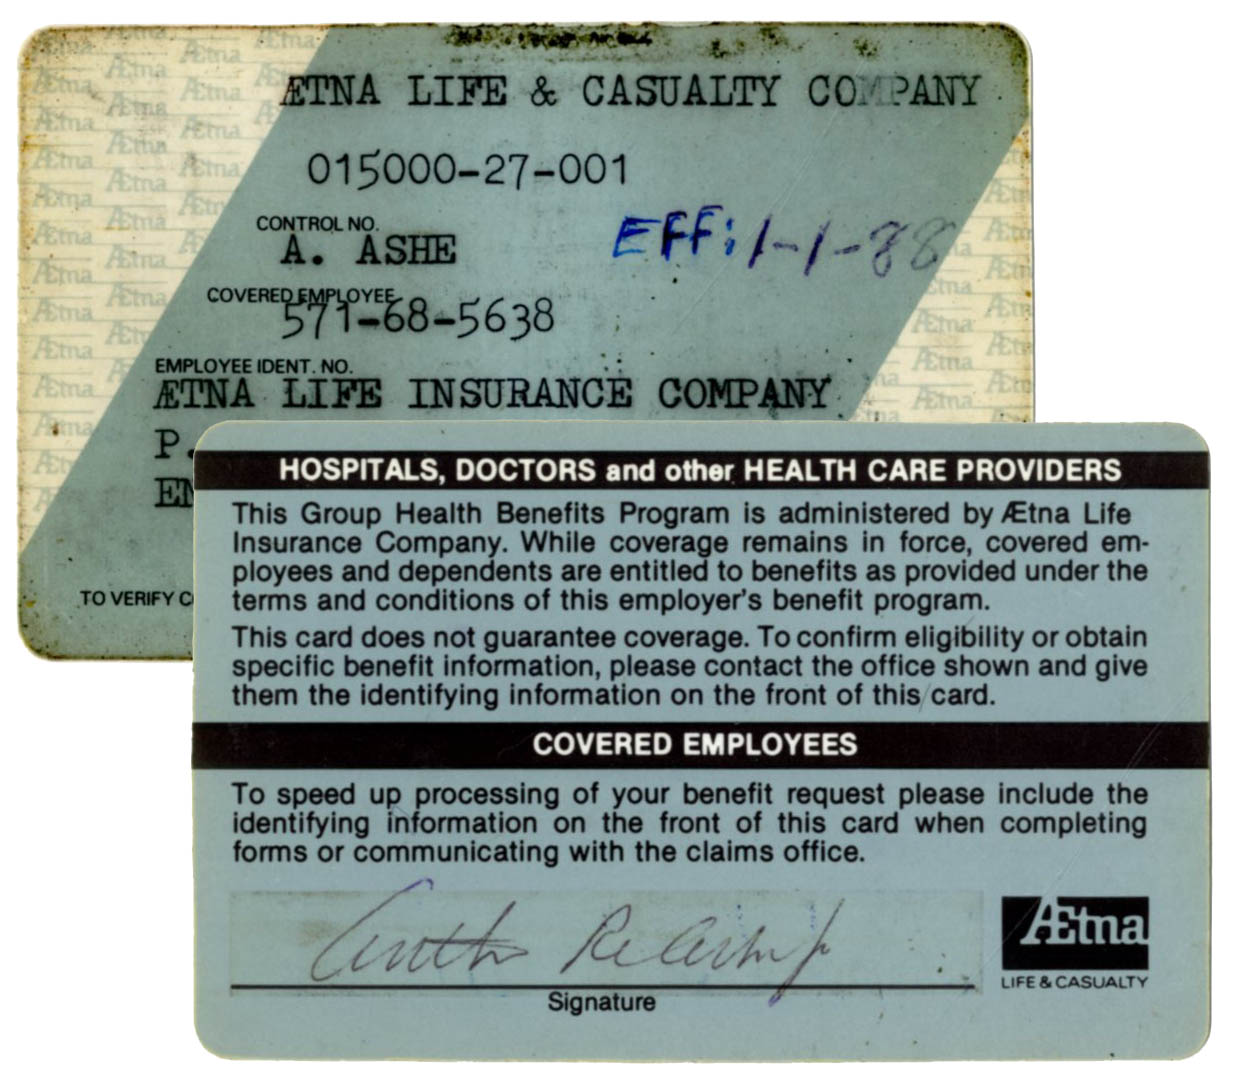 ÆTNA LIFE & CASUALTY COMPANY
015000-27-001
CONTROL NO.
EFF: 1-1-88
A. ASHE
COVERED EMPLOYEE
571-68-5638
EMPLOYEE IDENT. NO.
ÆTNA LIFE INSURANCE COMPANY
P.
EN
TO VERIFY C
HOSPITALS, DOCTORS and other HEALTH CARE PROVIDERS
This Group Health Benefits Program is administered by Ætna Life
Insurance Company. While coverage remains in force, covered em-
ployees and dependents are entitled to benefits as provided under the
terms and conditions of this employer's benefit program.
This card does not guarantee coverage. To confirm eligibility or obtain
specific benefit information, please contact the office shown and give
them the identifying information on the front of this card.
COVERED EMPLOYEES
To speed up processing of your benefit request please include the
identifying information on the front of this card when completing
forms or communicating with the claims office.
Signature
Ætna
LIFE & CASUALTY